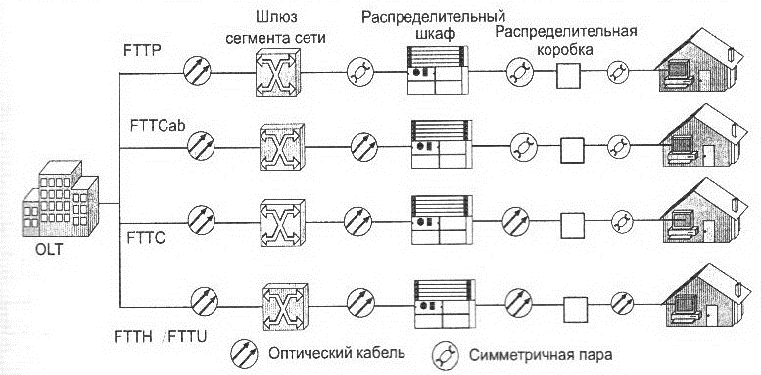 Шлюз
сегмента сети
Распределительный
шкаф
Распределительная
коробка
FTTP
FTTCab
OLT
FTTC
FTTH /FTTU
Оптический кабель
Симметричная пара